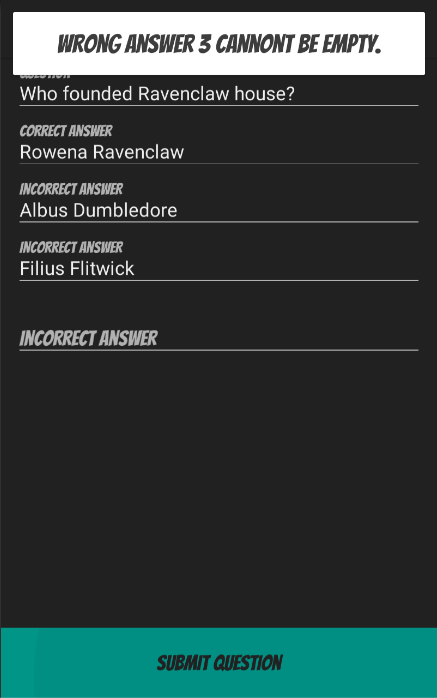 WRONG ANSWER 3 CANNONT BE EMPTY.
QUESTION
Who founded Ravenclaw house?
CORRECT ANSWER
Rowena Ravenclaw
INCORRECT ANSWER
Albus Dumbledore
INCORRECT ANSWER
Filius Flitwick
INCORRECT ANSWER
SUBMIT QUESTION